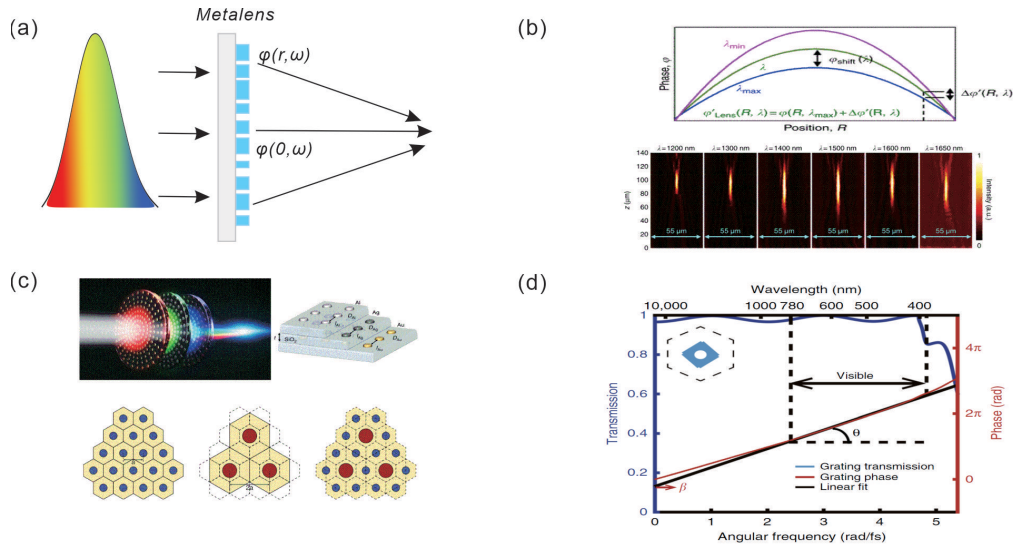 (a)
Metalens
φ(r,ω)
φ(0,ω)
(b)
Phase, φ
λmin
λ
λmax
φshift(λ)
Δφ'(R, λ)
φ'Lens(R, λ)=φ(R, λmax)+Δφ'(R, λ)
Position, R
λ=1200 nm λ=1300 nm λ=1400 nm λ=1500 nm λ=1600 nm λ=1650 nm
z (μm)
140
120
100
80
60
40
20
0
55 μm 55 μm 55 μm 55 μm 55 μm 55 μm
1
Intensity (a.u.)
0
(c)
Al
Ag
Au
SiO2
(d)
Wavelength (nm)
10,000 1000 780 600 500 400
Transmission
1
0.8
0.6
0.4
0.2
0
Visible
θ
β
Grating transmission
Grating phase
Linear fit
4π
2π
0
Phase (rad)
0 1 2 3 4 5
Angular frequency (rad/fs)